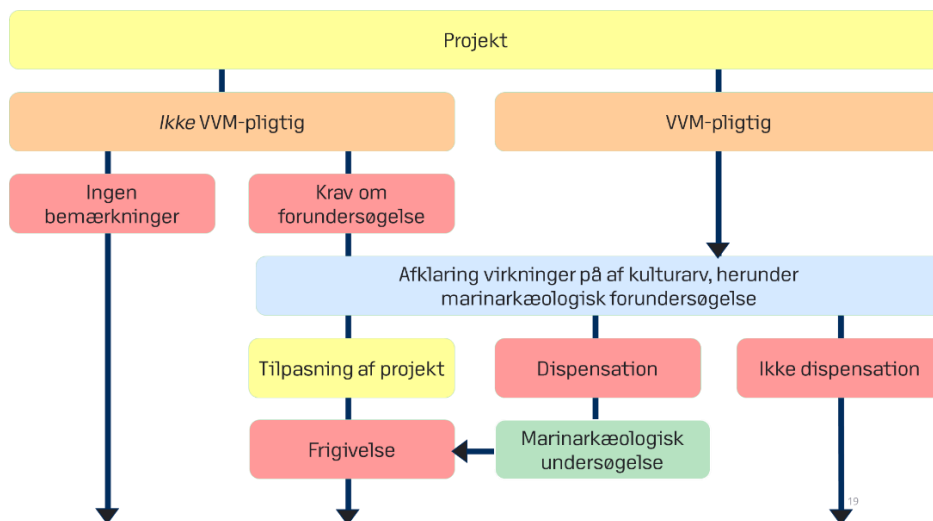 Projekt
Ikke VVM-pligtig
VVM-pligtig
Ingen
bemærkninger
Krav om
forundersøgelse
Afklaring virkninger på af kulturarv, herunder
marinarkæologisk forundersøgelse
Tilpasning af projekt
Dispensation
Ikke dispensation
Frigivelse
Marinarkæologisk
undersøgelse
19